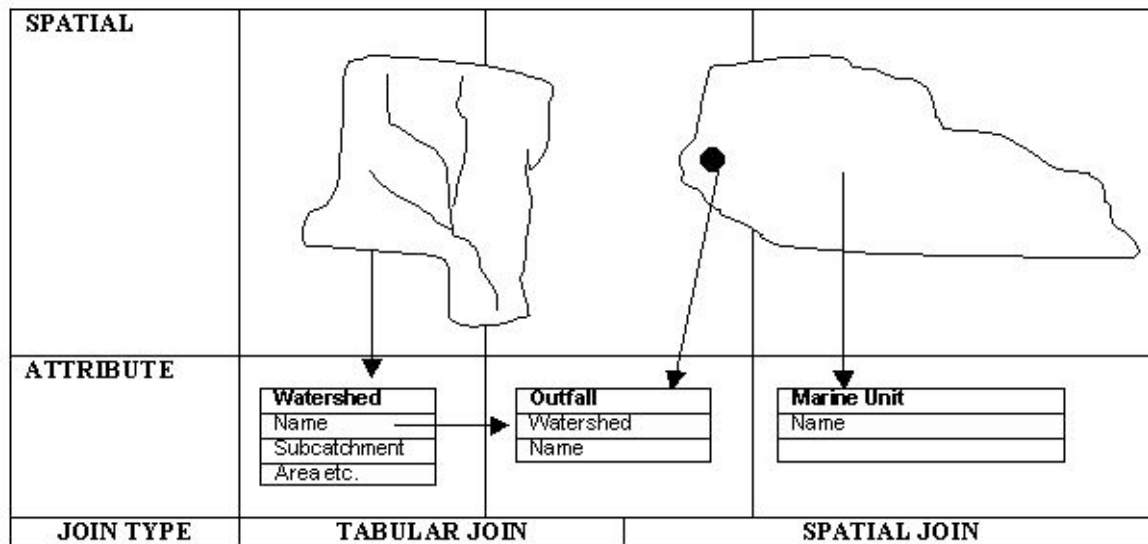 SPATIAL
ATTRIBUTE
Watershed
Name
Subcatchment
Area etc.
Outfall
Watershed
Name
Marine Unit
Name
JOIN TYPE
TABULAR JOIN
SPATIAL JOIN